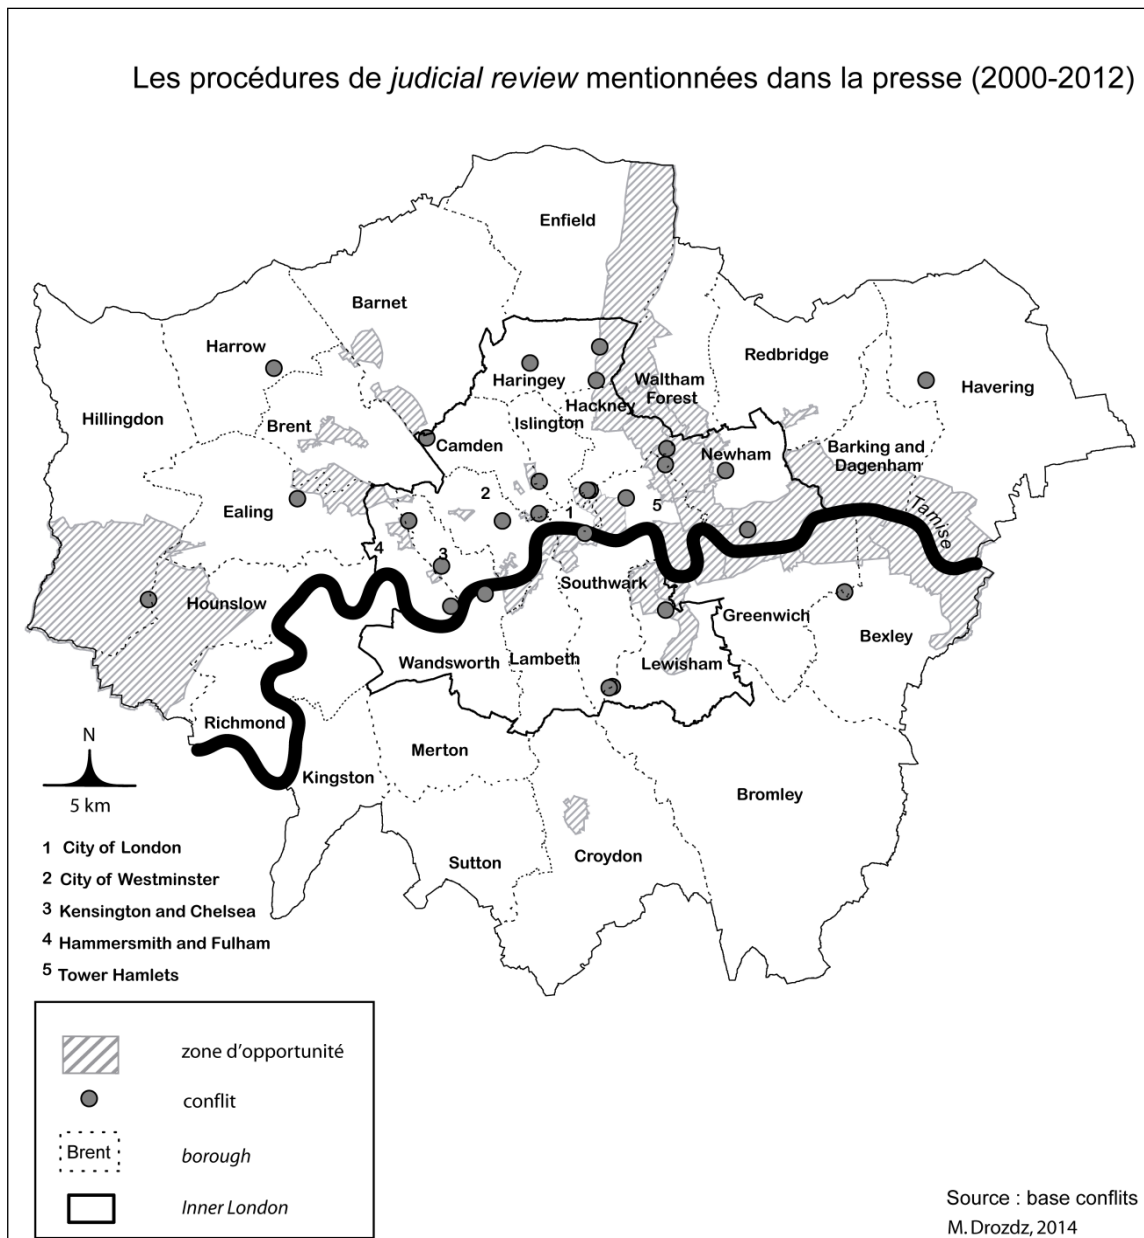 Les procédures de judicial review mentionnées dans la presse (2000-2012)
Enfield
Barnet
Harrow
Redbridge
Haringey
Waltham
Forest
Havering
Hackney
Hillingdon
Brent
Islington
Camden
Newham
Barking and
Dagenham
2
5
Ealing
1
Tamise
4
3
Southwark
Hounslow
Greenwich
Bexley
Wandsworth
Lambeth
Lewisham
Richmond
N
Merton
Kingston
5 km
Bromley
Sutton
Croydon
1 City of London
2 City of Westminster
3 Kensington and Chelsea
4 Hammersmith and Fulham
5 Tower Hamlets
zone d'opportunité
conflit
Brent borough
Inner London
Source : base conflits
M. Drozdz, 2014